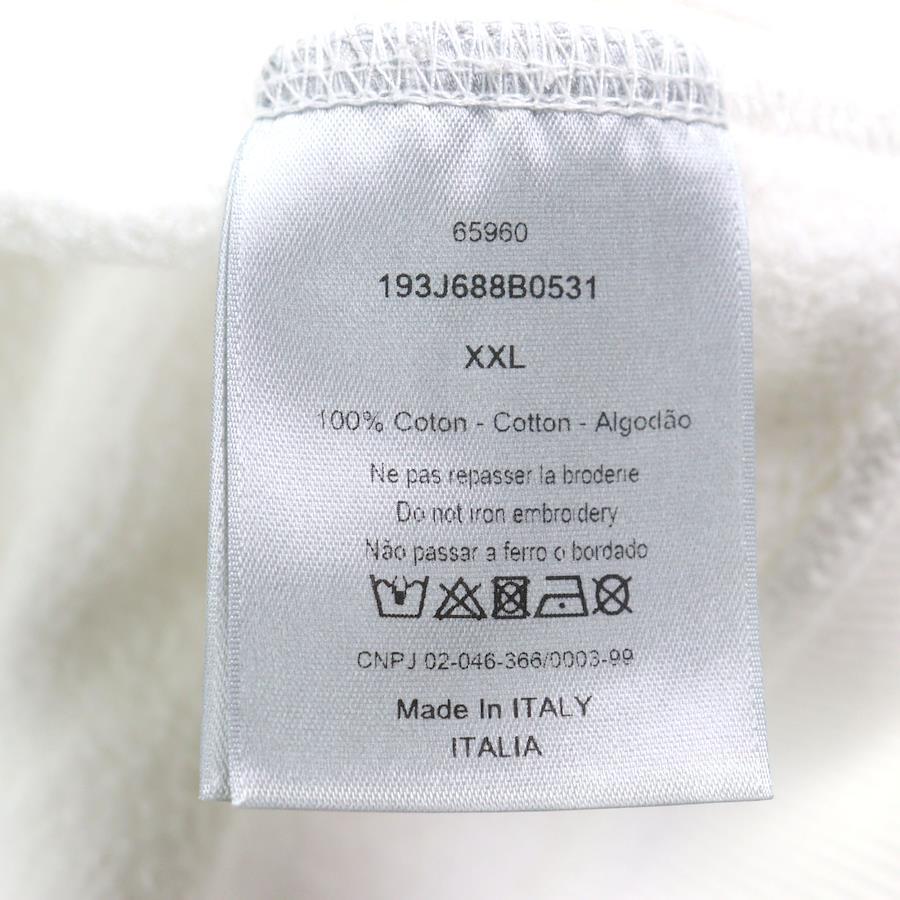 65960
193J688B0531
XXL
100% Coton - Cotton - Algodão
Ne pas repasser la broderie
Do not iron embroidery
Não passar a ferro o bordado
CNPJ 02-046-366/0003-99
Made In ITALY
ITALIA